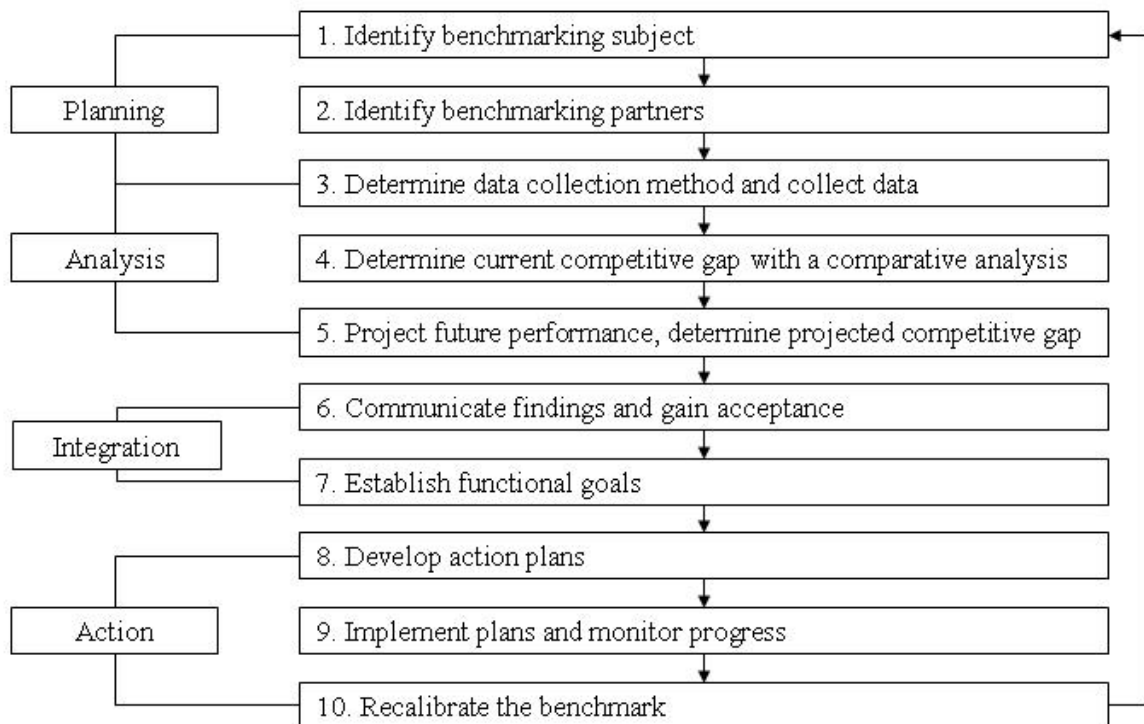 1. Identify benchmarking subject
Planning
2. Identify benchmarking partners
3. Determine data collection method and collect data
Analysis
4. Determine current competitive gap with a comparative analysis
5. Project future performance, determine projected competitive gap
6. Communicate findings and gain acceptance
Integration
7. Establish functional goals
8. Develop action plans
Action
9. Implement plans and monitor progress
10. Recalibrate the benchmark